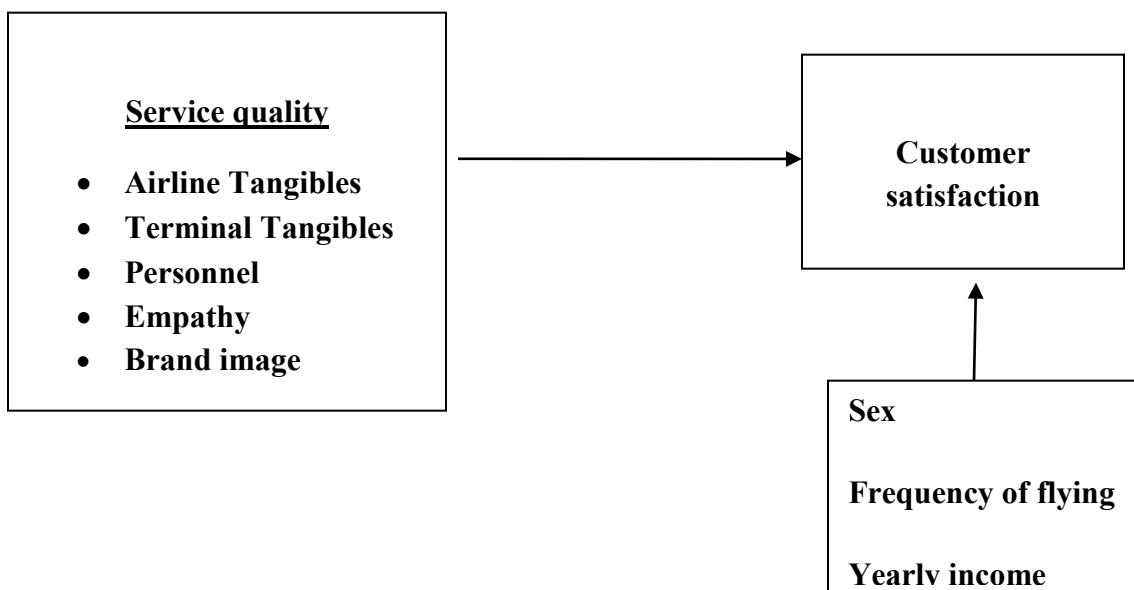 Service quality
• Airline Tangibles
• Terminal Tangibles
• Personnel
• Empathy
• Brand image
Customer
satisfaction
Sex
Frequency of flying
Yearly income